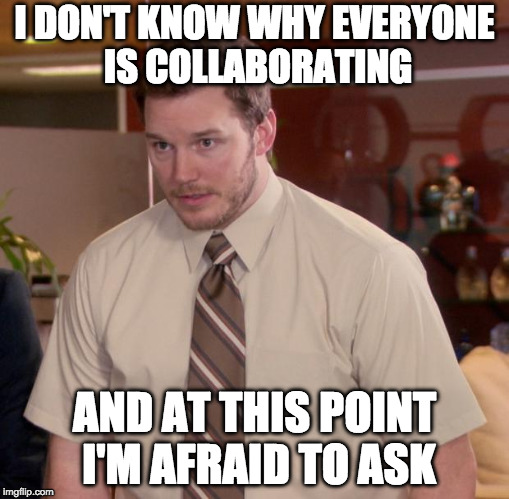 I DON'T KNOW WHY EVERYONE
IS COLLABORATING
AND AT THIS POINT
I'M AFRAID TO ASK
imgflip.com